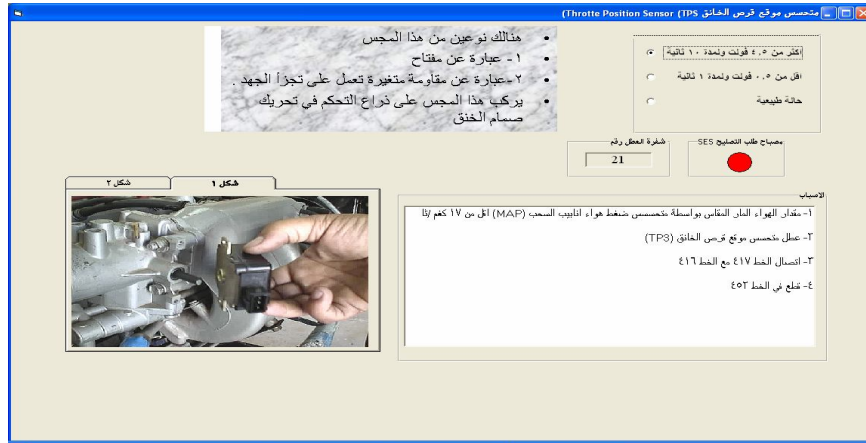 متحسس موقع قرص الخانق Throtte Position Sensor (TPS)
هنالك نوعين من هذا المجس
١- عبارة عن مفتاح
٢- عبارة عن مقاومة متغيرة تعمل على تجزأ الجهد .
يركب هذا المجس على ذراع التحكم في تحريك
صمام الخنق
اكثر من ٤.٥ فولت ولمدة ١٠ ثانية
اقل من ٠.٥ فولت ولمدة ١ ثانية
حالة طبيعية
مصباح طلب التصليح SES
شفرة العطل رقم
21
شكل ١
شكل ٢
الاسباب
١- مقدار الهواء المار المقاس بواسطة متحسسس ضغط هواء انابيب السحب (MAP) اقل من ١٧ كغم /ثا
٢- عطل متحسس موقع قرص الخانق (TP3)
٣- اتصال الخط ٤١٧ مع الخط ٤١٦
٤- قطع في الخط ٤٥٢